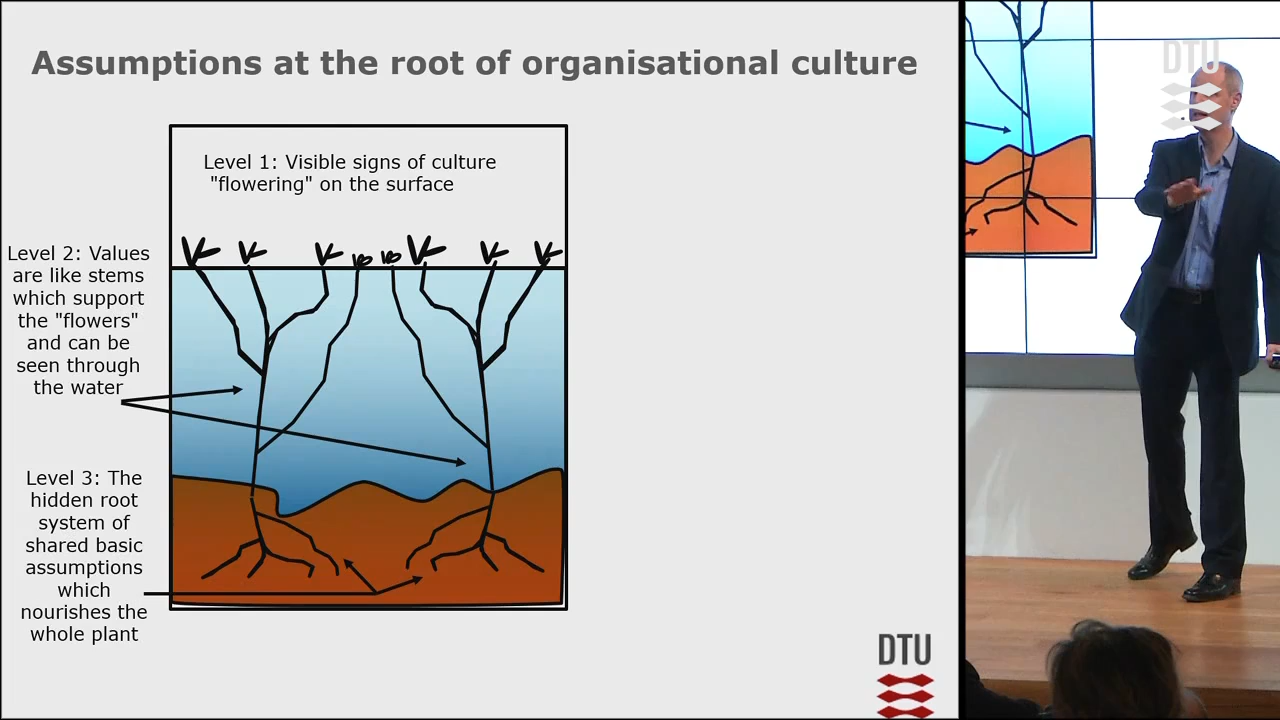 Assumptions at the root of organisational culture
Level 1: Visible signs of culture
"flowering" on the surface
Level 2: Values
are like stems
which support
the "flowers"
and can be
seen through
the water
Level 3: The
hidden root
system of
shared basic
assumptions
which
nourishes the
whole plant
DTU
DTU